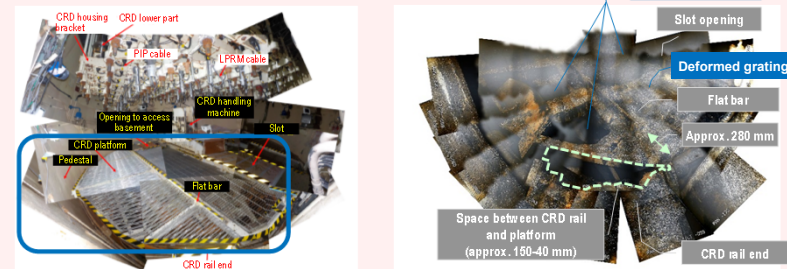 CRD housing
bracket
CRD lower part
PIP cable
LPRM cable
CRD handling
machine
Opening to access
basement
Slot
CRD platform
Pedestal
Flat bar
CRD rail end
Slot opening
Deformed grating
Flat bar
Approx. 280 mm
Space between CRD rail
and platform
(approx. 150-40 mm)
CRD rail end